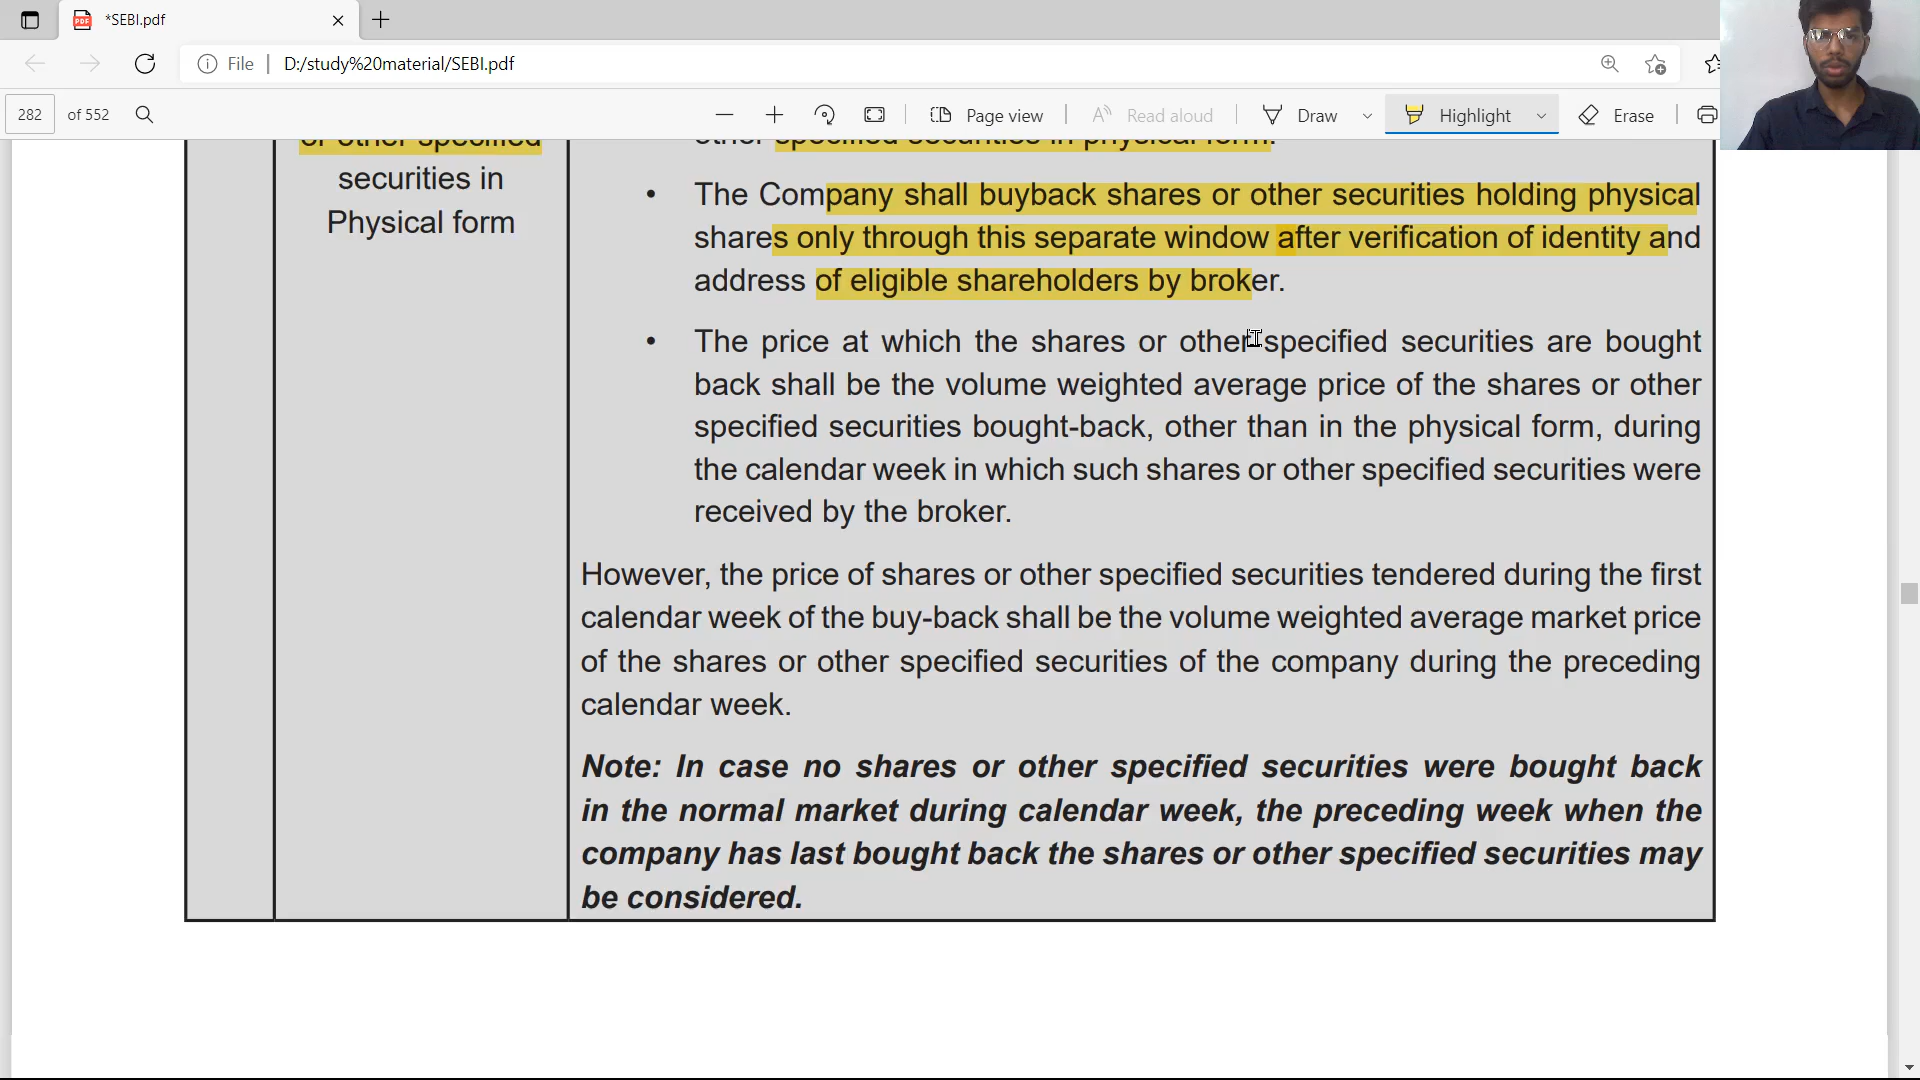 *SEBI.pdf
File
D:/study%20material/SEBI.pdf
282 of 552
Page view
Read aloud
Draw
Highlight
Erase
or other specified
securities in
Physical form
other specified securities in physical form.
• The Company shall buyback shares or other securities holding physical
shares only through this separate window after verification of identity and
address of eligible shareholders by broker.
• The price at which the shares or other specified securities are bought
back shall be the volume weighted average price of the shares or other
specified securities bought-back, other than in the physical form, during
the calendar week in which such shares or other specified securities were
received by the broker.
However, the price of shares or other specified securities tendered during the first
calendar week of the buy-back shall be the volume weighted average market price
of the shares or other specified securities of the company during the preceding
calendar week.
Note: In case no shares or other specified securities were bought back
in the normal market during calendar week, the preceding week when the
company has last bought back the shares or other specified securities may
be considered.